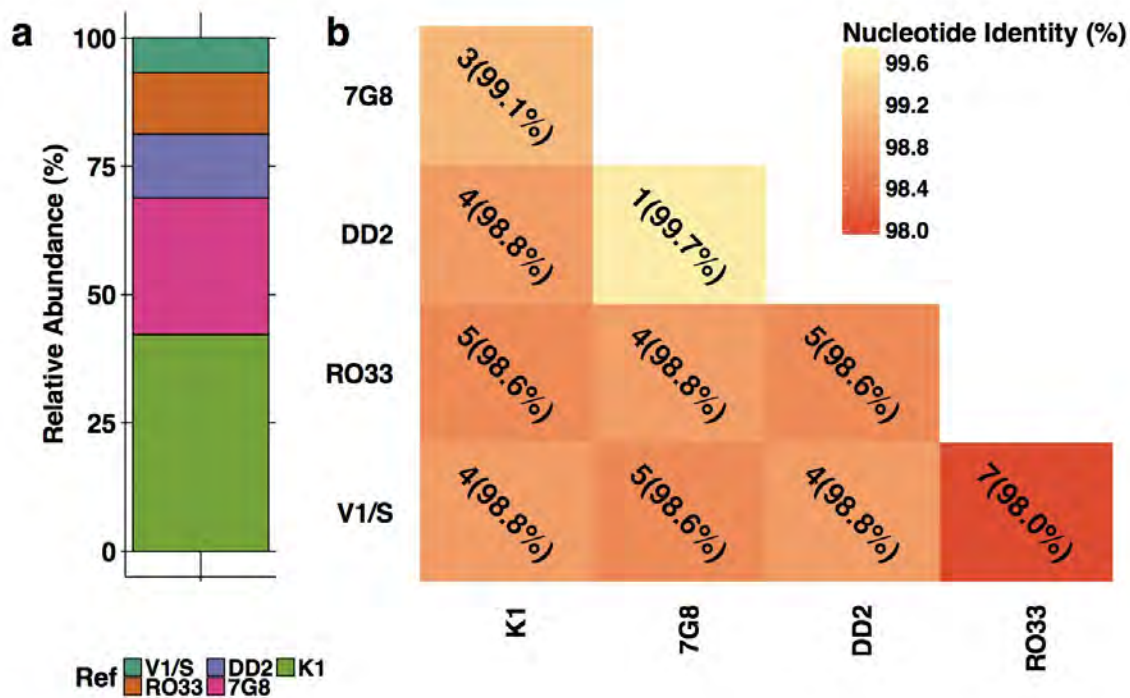 a
100
75
50
25
0
Relative Abundance (%)
Ref V1/S DD2 K1
RO33 7G8
b
Nucleotide Identity (%)
99.6
99.2
98.8
98.4
98.0
7G8 3(99.1%)
DD2 4(98.8%) 1(99.7%)
RO33 5(98.6%) 4(98.8%) 5(98.6%)
V1/S 4(98.8%) 5(98.6%) 4(98.8%) 7(98.0%)
K1 7G8 DD2 RO33